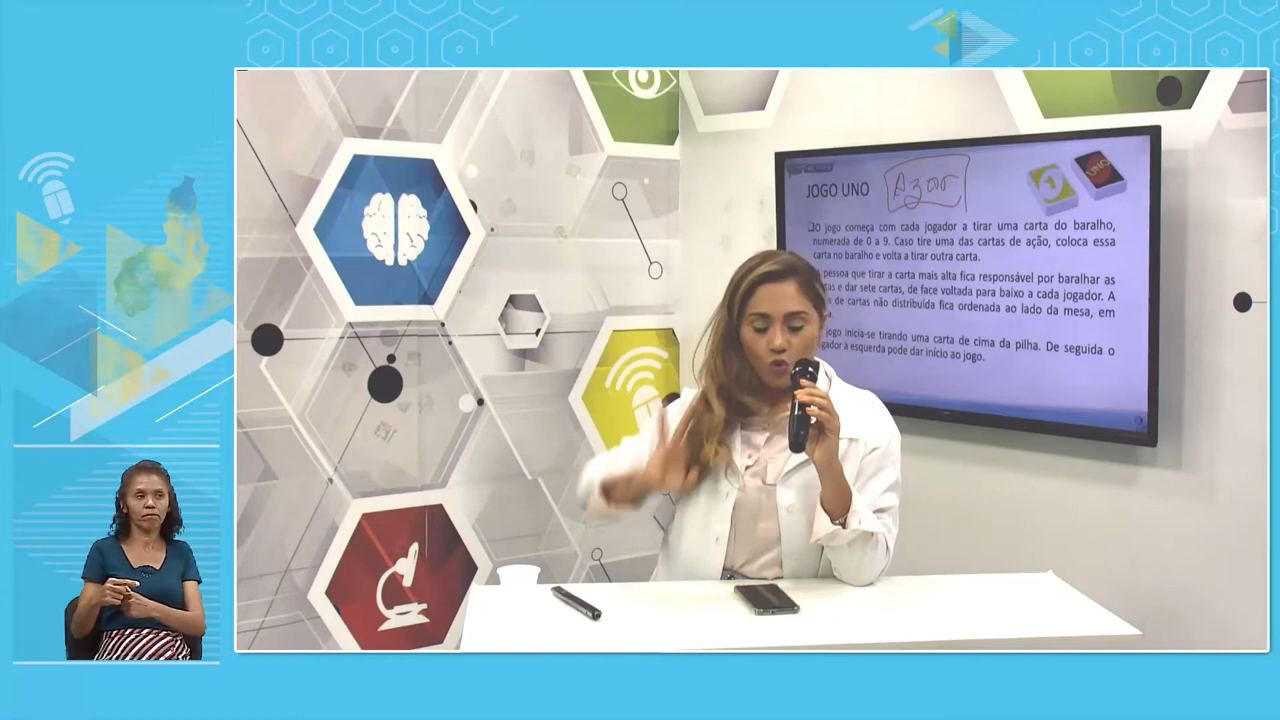 JOGO UNO
Azar
1
UNO
O jogo começa com cada jogador a tirar uma carta do baralho,
numerada de 0 a 9. Caso tire uma das cartas de ação, coloca essa
carta no baralho e volta a tirar outra carta.
pessoa que tirar a carta mais alta fica responsável por baralhar as
e dar sete cartas, de face voltada para baixo a cada jogador. A
de cartas não distribuída fica ordenada ao lado da mesa, em
jogo inicia-se tirando uma carta de cima da pilha. De seguida o
à esquerda pode dar início ao jogo.